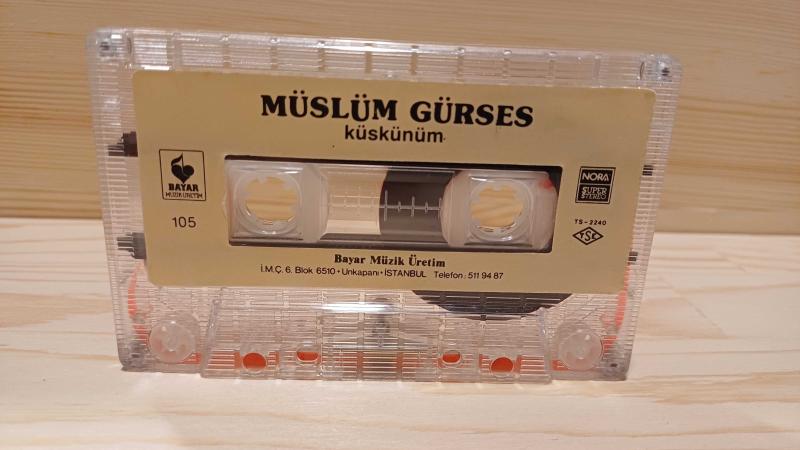 MÜSLÜM GÜRSES
küskünüm
BAYAR
MÜZİK ÜRETİM
105
NORA
SUPER
STEREO
TS-2240
TSE
Bayar Müzik Üretim
İ.M.Ç. 6. Blok 6510 • Unkapanı • İSTANBUL Telefon: 511 94 87